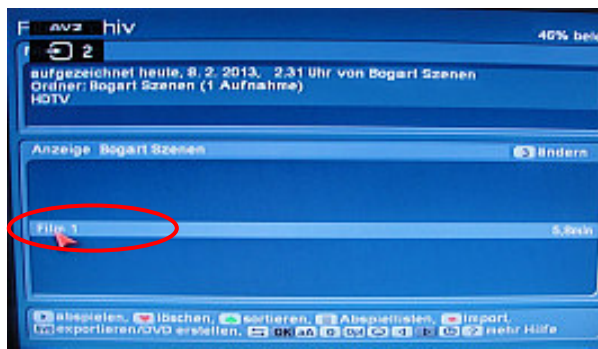 F AV2 hiv
46% bele
2
aufgezeichnet heute, 8. 2. 2013, 2.31 Uhr von Bogart Szenen
Ordner: Bogart Szenen (1 Aufnahme)
HDTV
Anzeige Bogart Szenen
ändern
Film 1 5,8min
abspielen, löschen, sortieren, Abspiellisten, Import,
exportieren/DVD erstellen, OK mehr Hilfe